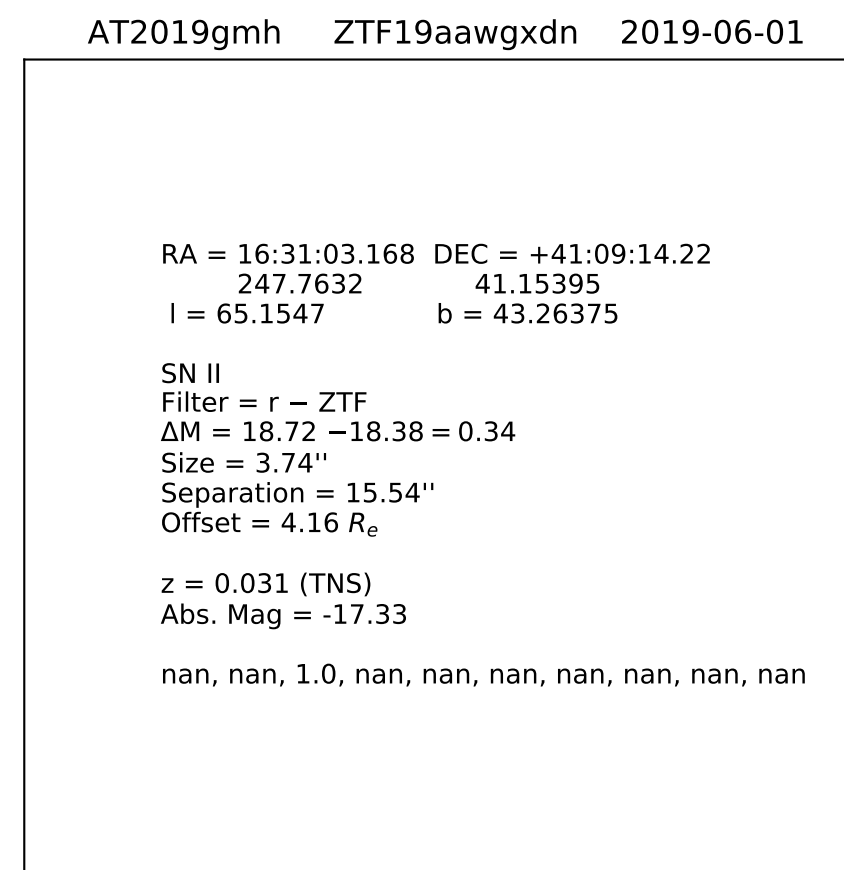 AT2019gmh ZTF19aawgxdn 2019-06-01
RA = 16:31:03.168 DEC = +41:09:14.22
247.7632 41.15395
l = 65.1547 b = 43.26375
SN II
Filter = r − ZTF
ΔM = 18.72 −18.38 = 0.34
Size = 3.74''
Separation = 15.54''
Offset = 4.16 Rₑ
z = 0.031 (TNS)
Abs. Mag = -17.33
nan, nan, 1.0, nan, nan, nan, nan, nan, nan, nan